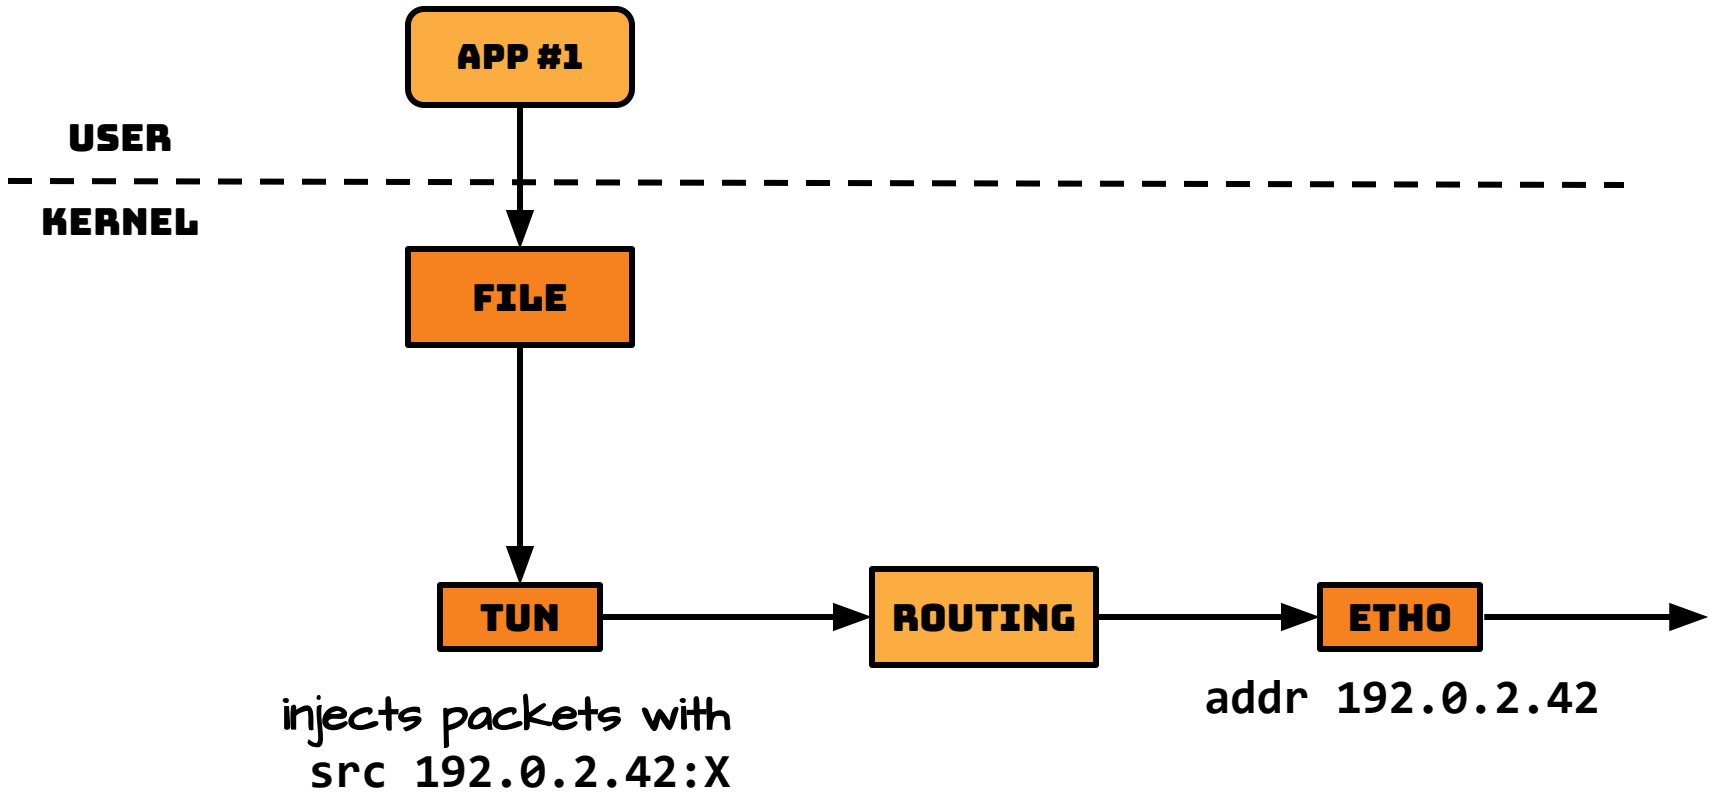 APP #1
USER
KERNEL
FILE
TUN
ROUTING
ETH0
injects packets with
src 192.0.2.42:X
addr 192.0.2.42